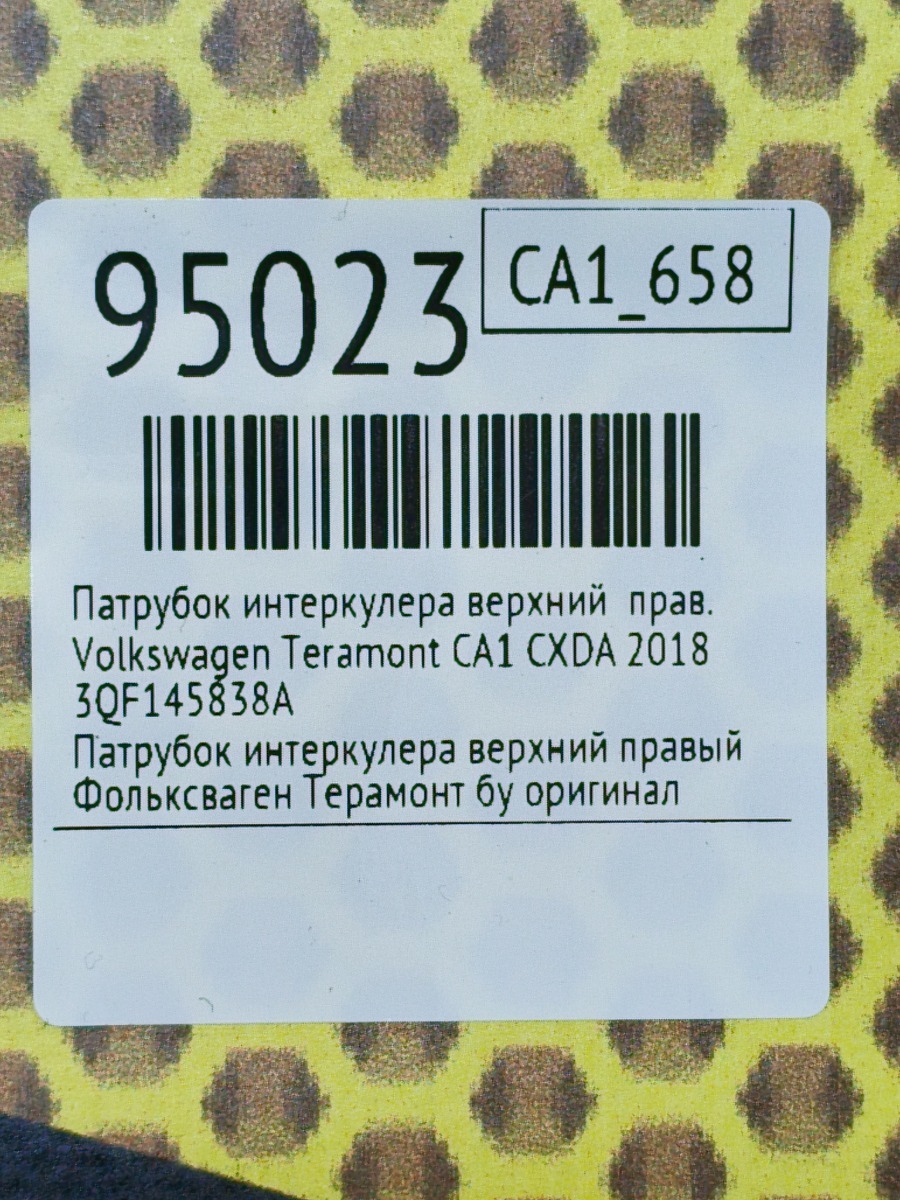 95023
CA1_658
Патрубок интеркулера верхний прав.
Volkswagen Teramont CA1 CXDA 2018
3QF145838A
Патрубок интеркулера верхний правый
Фольксваген Терамонт бу оригинал